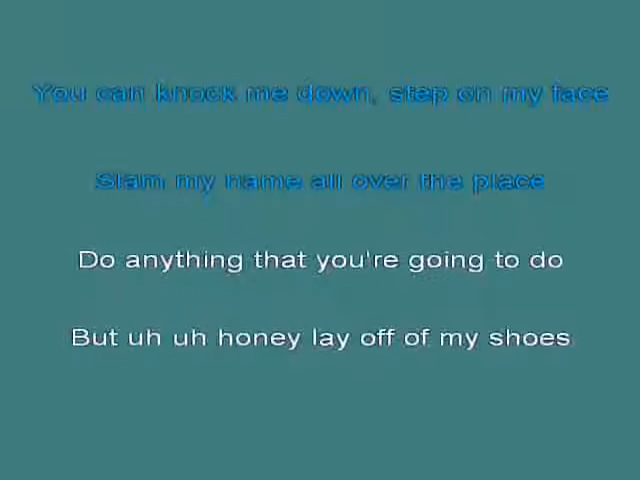 You can knock me down, step on my face
Slam my name all over the place
Do anything that you're going to do
But uh uh honey lay off of my shoes